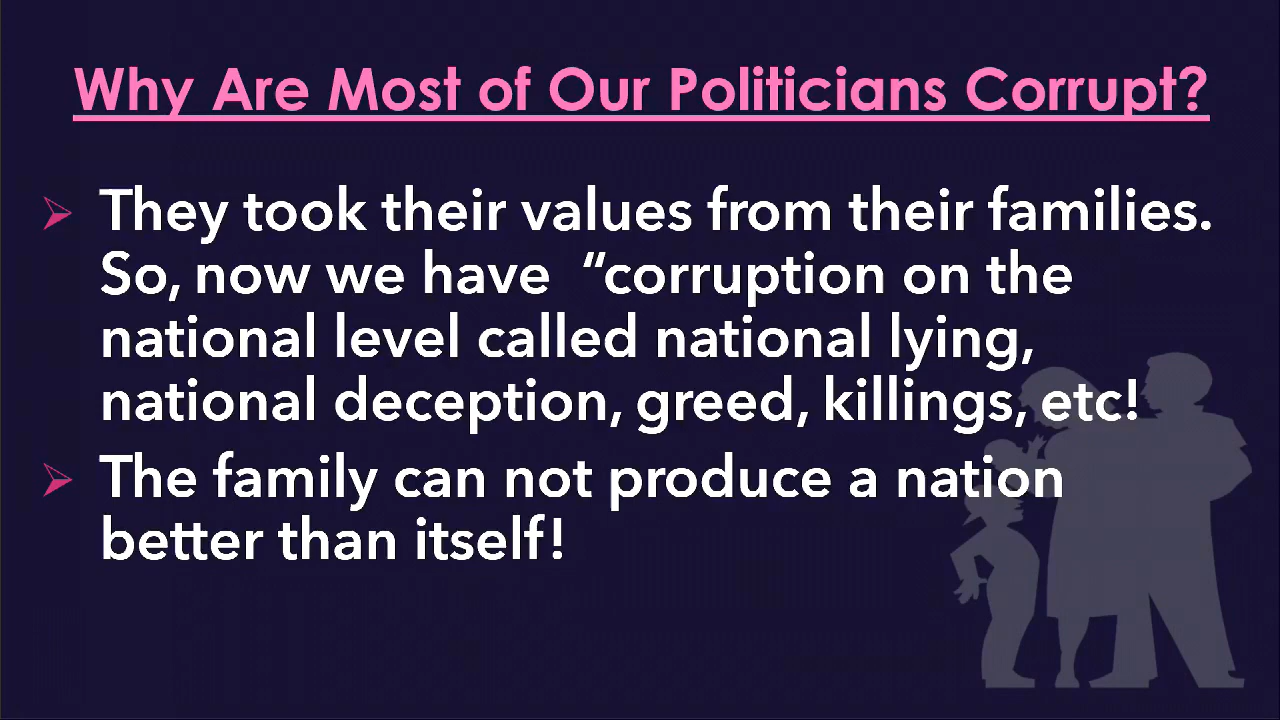 Why Are Most of Our Politicians Corrupt?
They took their values from their families.
So, now we have “corruption on the
national level called national lying,
national deception, greed, killings, etc!
The family can not produce a nation
better than itself!